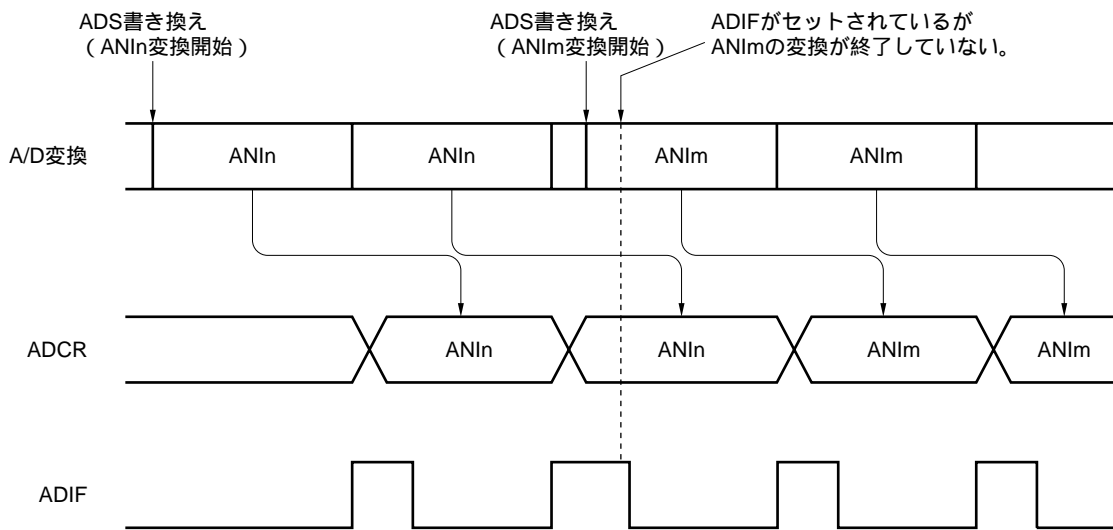 ADS書き換え
（ANIn変換開始）
ADS書き換え
（ANIm変換開始）
ADIFがセットされているが
ANImの変換が終了していない。
A/D変換
ANIn
ANIn
ANIm
ANIm
ADCR
ANIn
ANIn
ANIm
ANIm
ADIF